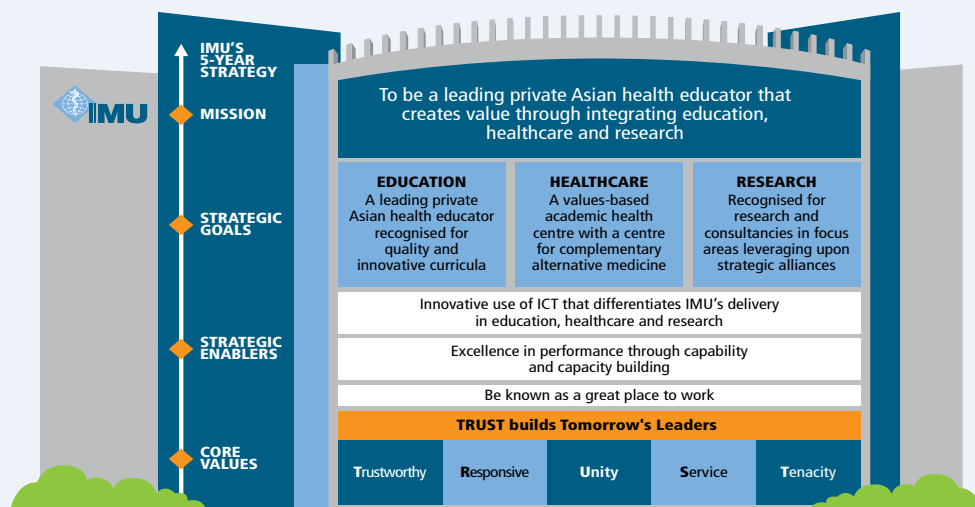 IMU'S
5-YEAR
STRATEGY
IMU
MISSION
To be a leading private Asian health educator that
creates value through integrating education,
healthcare and research
STRATEGIC
GOALS
EDUCATION
A leading private
Asian health educator
recognised for
quality and
innovative curricula
HEALTHCARE
A values-based
academic health
centre with a centre
for complementary
alternative medicine
RESEARCH
Recognised for
research and
consultancies in focus
areas leveraging upon
strategic alliances
STRATEGIC
ENABLERS
Innovative use of ICT that differentiates IMU's delivery
in education, healthcare and research
Excellence in performance through capability
and capacity building
Be known as a great place to work
CORE
VALUES
TRUST builds Tomorrow's Leaders
Trustworthy
Responsive
Unity
Service
Tenacity